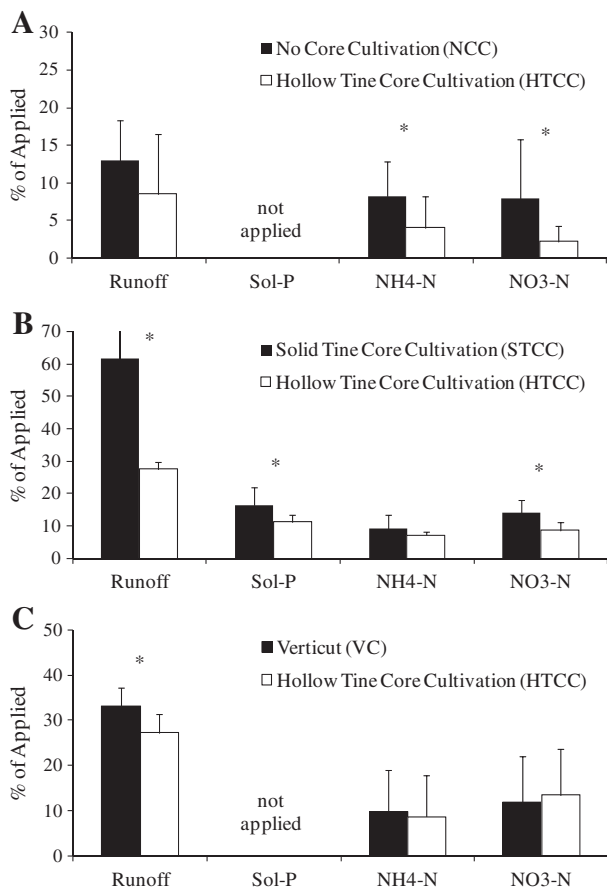 A
30
25
20
15
10
5
0
% of Applied
No Core Cultivation (NCC)
Hollow Tine Core Cultivation (HTCC)
*
*
not
applied
Runoff
Sol-P
NH4-N
NO3-N
B
70
60
50
40
30
20
10
0
% of Applied
*
Solid Tine Core Cultivation (STCC)
Hollow Tine Core Cultivation (HTCC)
*
*
Runoff
Sol-P
NH4-N
NO3-N
C
50
40
30
20
10
0
% of Applied
Verticut (VC)
Hollow Tine Core Cultivation (HTCC)
*
not
applied
Runoff
Sol-P
NH4-N
NO3-N